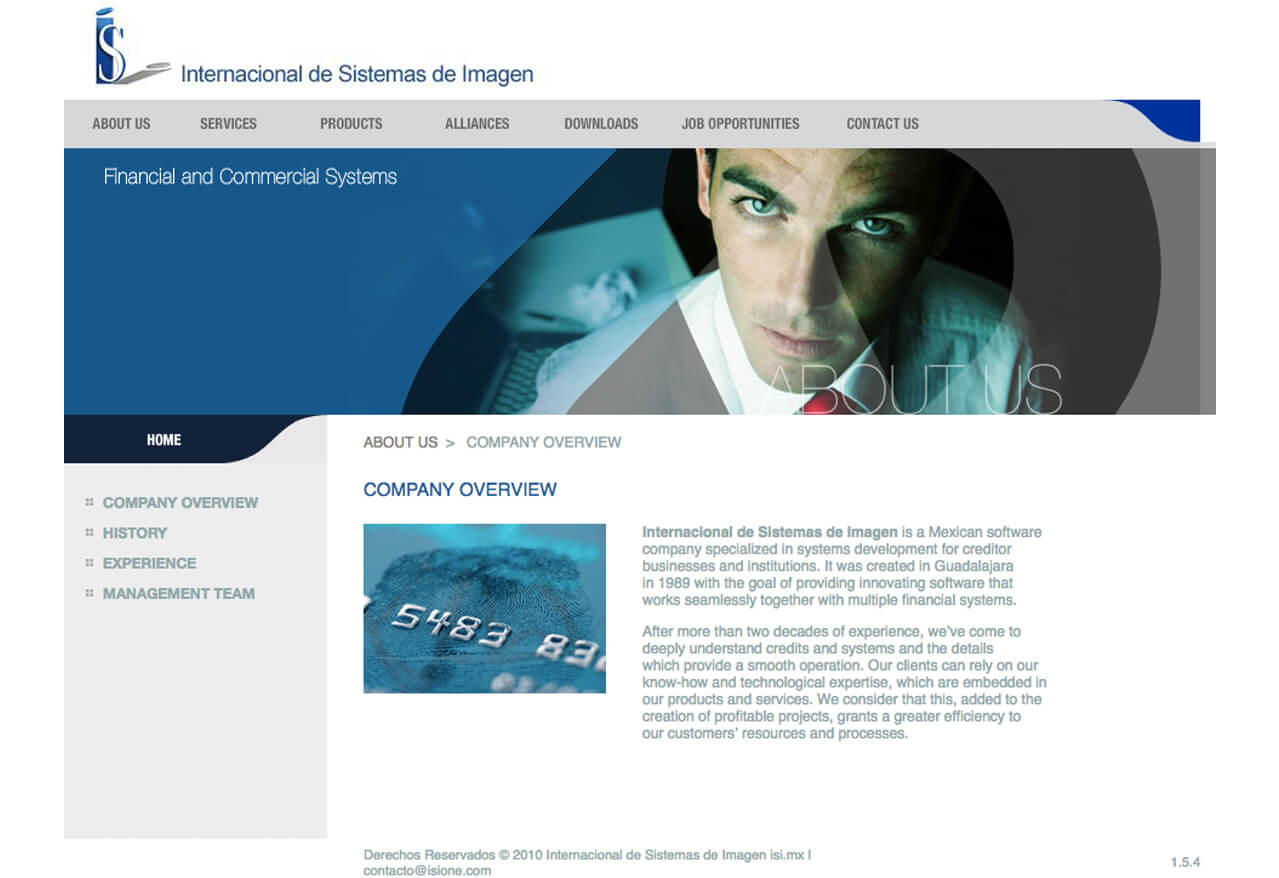 iS
Internacional de Sistemas de Imagen
ABOUT US SERVICES PRODUCTS ALLIANCES DOWNLOADS JOB OPPORTUNITIES CONTACT US
Financial and Commercial Systems
ABOUT US
HOME
COMPANY OVERVIEW
HISTORY
EXPERIENCE
MANAGEMENT TEAM
ABOUT US > COMPANY OVERVIEW
COMPANY OVERVIEW
5483 83
Internacional de Sistemas de Imagen is a Mexican software
company specialized in systems development for creditor
businesses and institutions. It was created in Guadalajara
in 1989 with the goal of providing innovating software that
works seamlessly together with multiple financial systems.
After more than two decades of experience, we've come to
deeply understand credits and systems and the details
which provide a smooth operation. Our clients can rely on our
know-how and technological expertise, which are embedded in
our products and services. We consider that this, added to the
creation of profitable projects, grants a greater efficiency to
our customers' resources and processes.
Derechos Reservados © 2010 Internacional de Sistemas de Imagen isi.mx |
contacto@isione.com
1.5.4